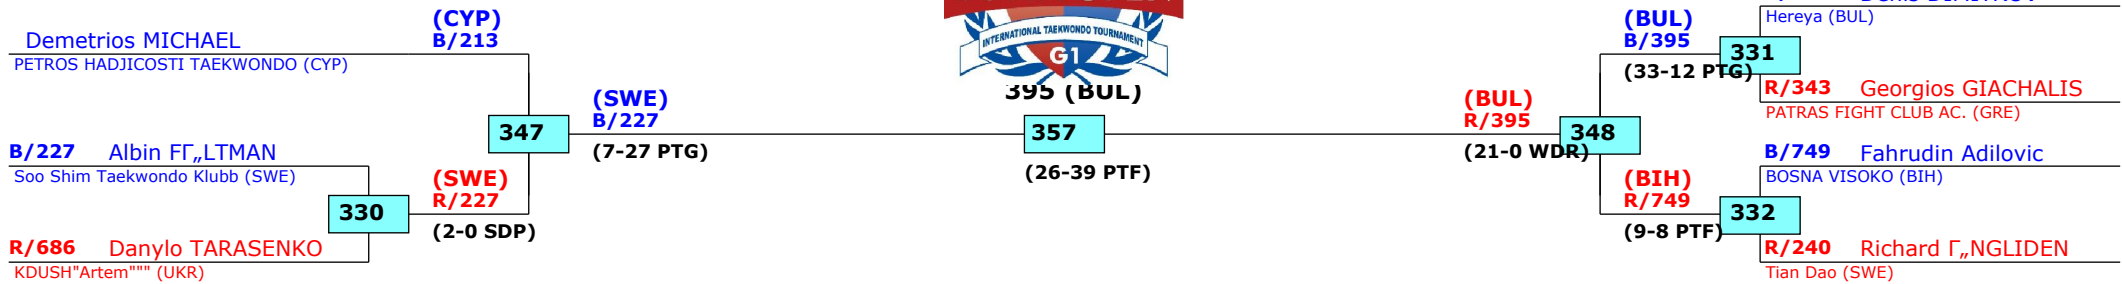 Demetrios MICHAEL
PETROS HADJICOSTI TAEKWONDO (CYP)
(CYP)
B/213
347
(SWE)
B/227
(7-27 PTG)
B/227 Albin FГ„LTMAN
Soo Shim Taekwondo Klubb (SWE)
330
(SWE)
R/227
(2-0 SDP)
R/686 Danylo TARASENKO
KDUSH"Artem""" (UKR)
INTERNATIONAL TAEKWONDO TOURNAMENT
G1
395 (BUL)
357
(26-39 PTF)
(BUL)
R/395
348
(21-0 WDR)
(BUL)
B/395
331
(33-12 PTG)
Hereya (BUL)
R/343 Georgios GIACHALIS
PATRAS FIGHT CLUB AC. (GRE)
B/749 Fahrudin Adilovic
BOSNA VISOKO (BIH)
(BIH)
R/749
332
(9-8 PTF)
R/240 Richard Г„NGLIDEN
Tian Dao (SWE)